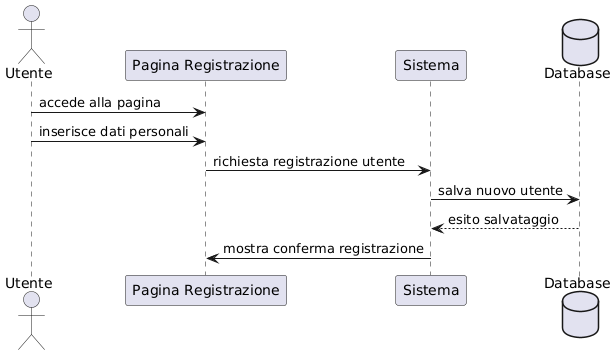 Utente
Pagina Registrazione
Sistema
Database
accede alla pagina
inserisce dati personali
richiesta registrazione utente
salva nuovo utente
esito salvataggio
mostra conferma registrazione
Utente
Pagina Registrazione
Sistema
Database